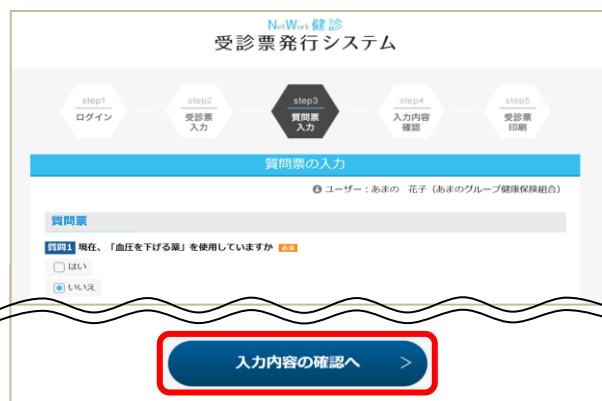 NetWork健診
受診票発行システム
step1
ログイン
step2
受診票
入力
step3
質問票
入力
step4
入力内容
確認
step5
受診票
印刷
質問票の入力
ユーザー：あまの　花子（あまのグループ健康保険組合）
質問票
質問1 現在、「血圧を下げる薬」を使用していますか 必須
はい
いいえ
入力内容の確認へ ＞